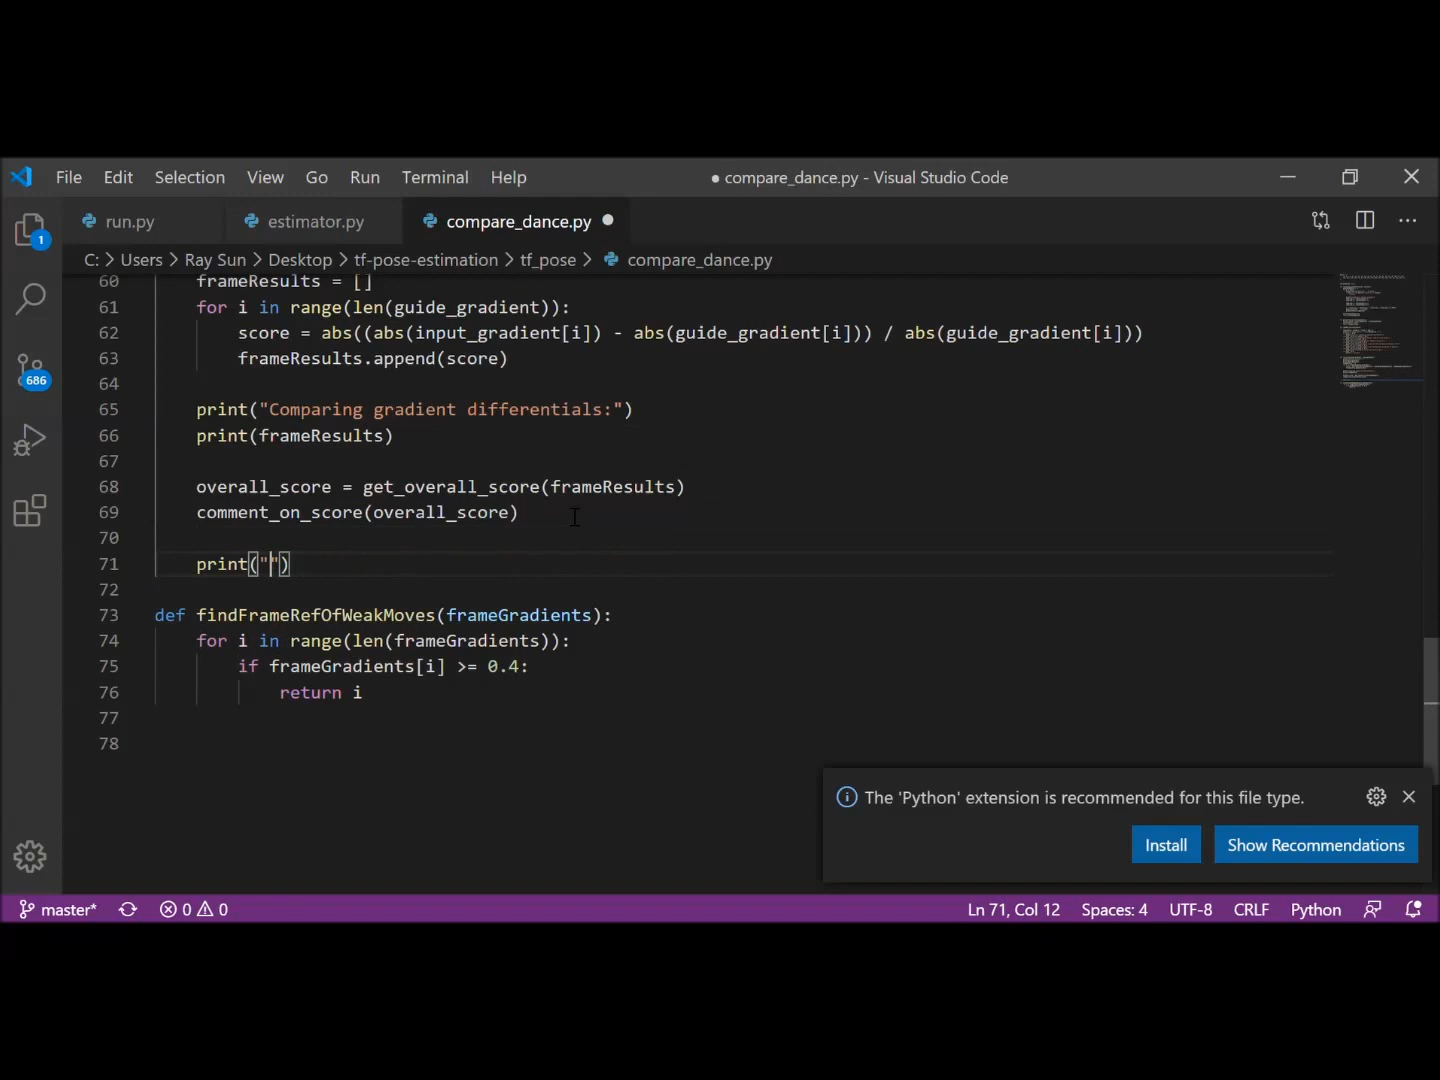 File Edit Selection View Go Run Terminal Help ● compare_dance.py - Visual Studio Code
run.py estimator.py compare_dance.py
C: > Users > Ray Sun > Desktop > tf-pose-estimation > tf_pose > compare_dance.py
1
686
60 frameResults = []
61 for i in range(len(guide_gradient)):
62 score = abs((abs(input_gradient[i]) - abs(guide_gradient[i])) / abs(guide_gradient[i]))
63 frameResults.append(score)
64
65 print("Comparing gradient differentials:")
66 print(frameResults)
67
68 overall_score = get_overall_score(frameResults)
69 comment_on_score(overall_score)
70
71 print("")
72
73 def findFrameRefOfWeakMoves(frameGradients):
74 for i in range(len(frameGradients)):
75 if frameGradients[i] >= 0.4:
76 return i
77
78
The 'Python' extension is recommended for this file type.
Install Show Recommendations
master* 0 0 Ln 71, Col 12 Spaces: 4 UTF-8 CRLF Python